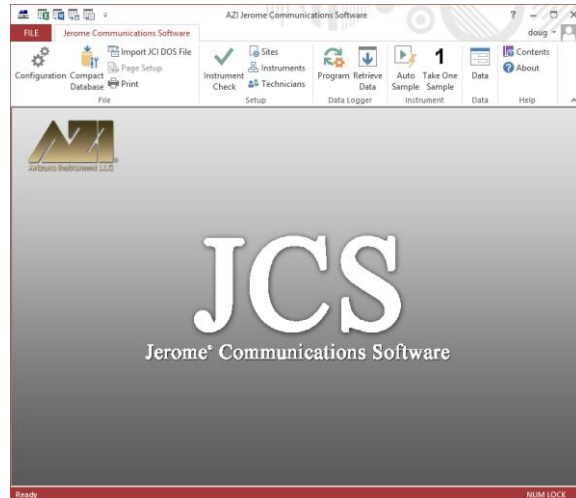 AZI Jerome Communications Software
FILE
Jerome Communications Software
doug
Configuration
Compact Database
Import JCI DOS File
Page Setup
Print
File
Instrument Check
Sites
Instruments
Technicians
Setup
Program
Retrieve Data
Data Logger
Auto Sample
1
Take One Sample
Instrument
Data
Data
Contents
About
Help
AZI
Arizona Instrument LLC
JCS
Jerome® Communications Software
Ready
NUM LOCK